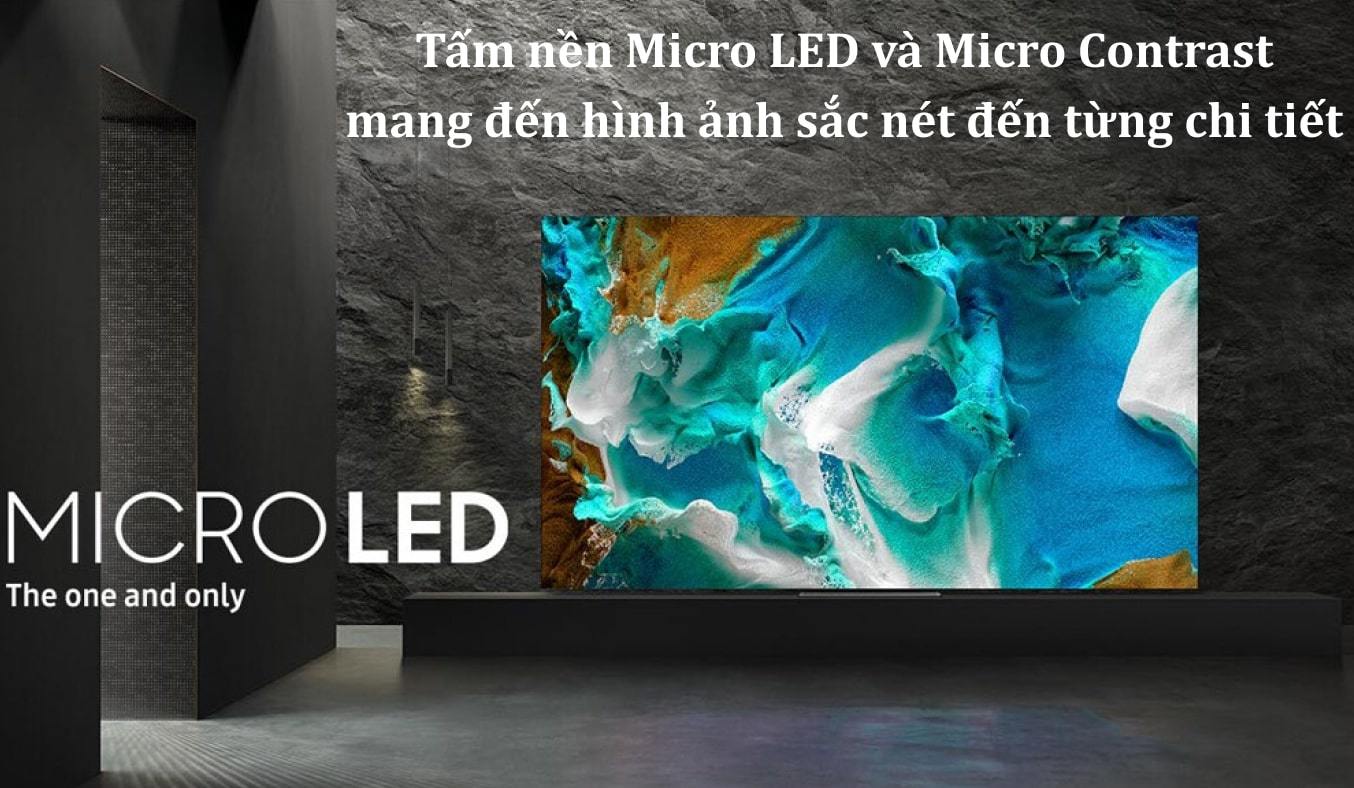 Tấm nền Micro LED và Micro Contrast
mang đến hình ảnh sắc nét đến từng chi tiết
MICRO LED
The one and only